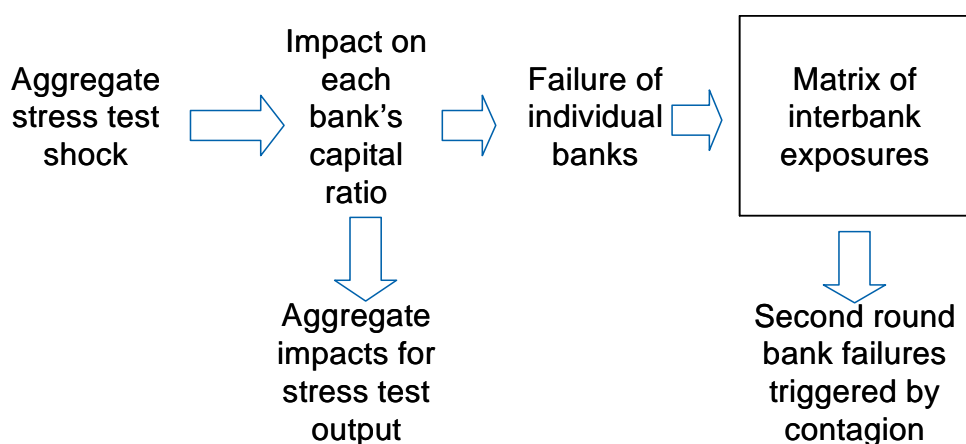 Aggregate
stress test
shock
Impact on
each
bank's
capital
ratio
Failure of
individual
banks
Matrix of
interbank
exposures
Aggregate
impacts for
stress test
output
Second round
bank failures
triggered by
contagion